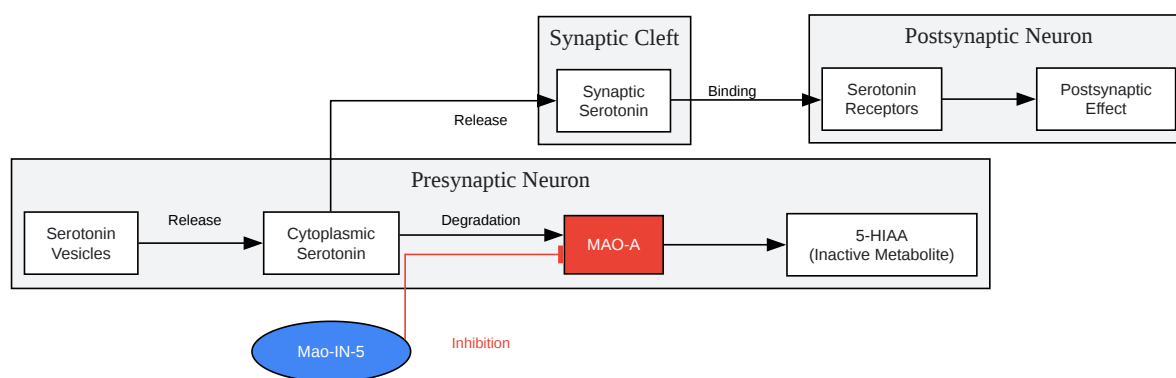 Synaptic Cleft
Synaptic
Serotonin
Binding
Postsynaptic Neuron
Serotonin
Receptors
Postsynaptic
Effect
Release
Presynaptic Neuron
Serotonin
Vesicles
Release
Cytoplasmic
Serotonin
Degradation
MAO-A
5-HIAA
(Inactive Metabolite)
Mao-IN-5
Inhibition